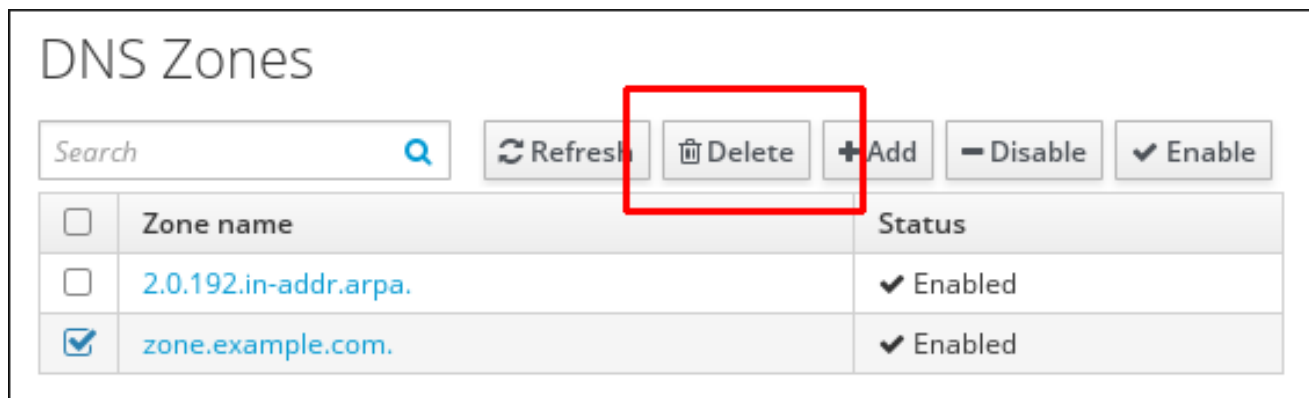 DNS Zones
Search Refresh Delete Add Disable Enable
Zone name Status
2.0.192.in-addr.arpa. Enabled
zone.example.com. Enabled